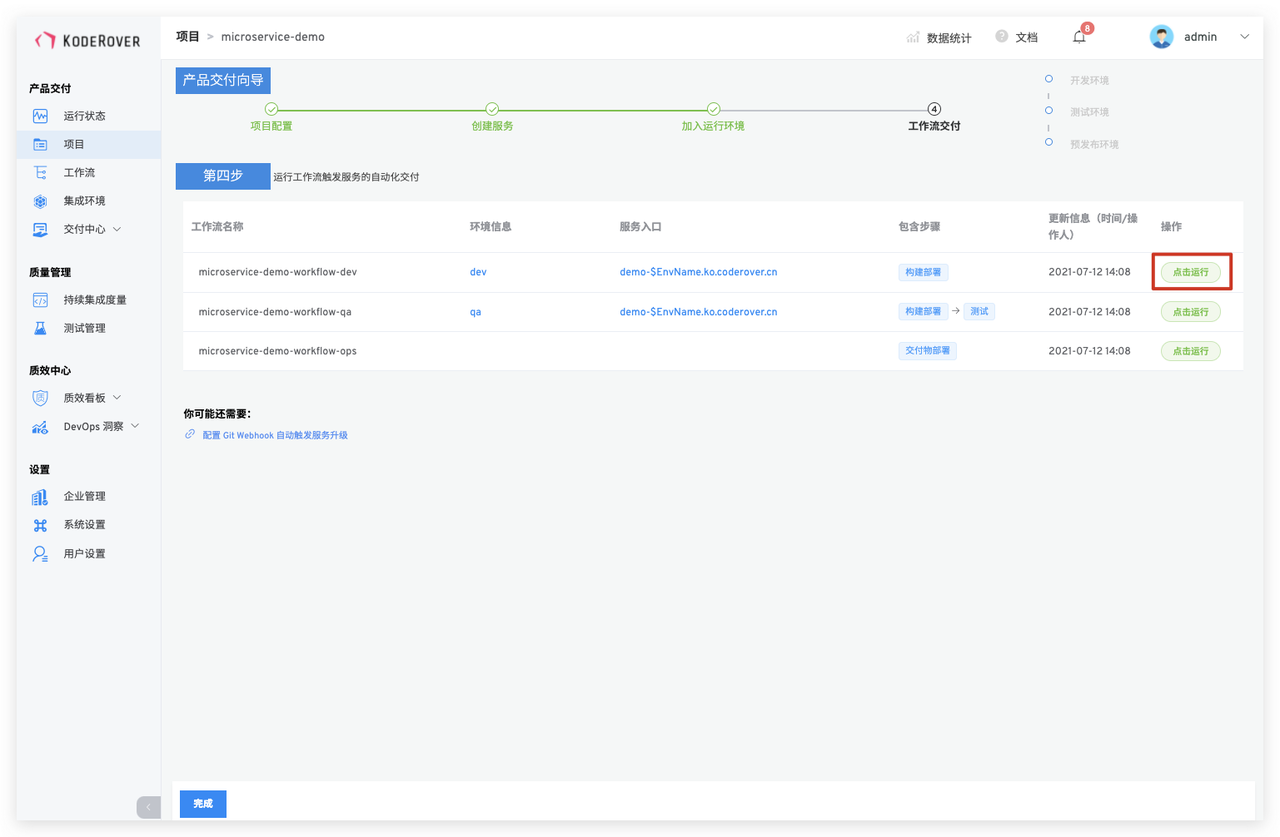 KODEROVER
项目 > microservice-demo
数据统计
文档
8
admin
产品交付
运行状态
项目
工作流
集成环境
交付中心
质量管理
持续集成度量
测试管理
质效中心
质效看板
DevOps 洞察
设置
企业管理
系统设置
用户设置
产品交付向导
项目配置
创建服务
加入运行环境
4
工作流交付
开发环境
测试环境
预发布环境
第四步 运行工作流触发服务的自动化交付
工作流名称 环境信息 服务入口 包含步骤 更新信息（时间/操作人） 操作
microservice-demo-workflow-dev dev demo-$EnvName.ko.coderover.cn 构建部署 2021-07-12 14:08 点击运行
microservice-demo-workflow-qa qa demo-$EnvName.ko.coderover.cn 构建部署 → 测试 2021-07-12 14:08 点击运行
microservice-demo-workflow-ops 交付物部署 2021-07-12 14:08 点击运行
你可能还需要：
配置 Git Webhook 自动触发服务升级
完成